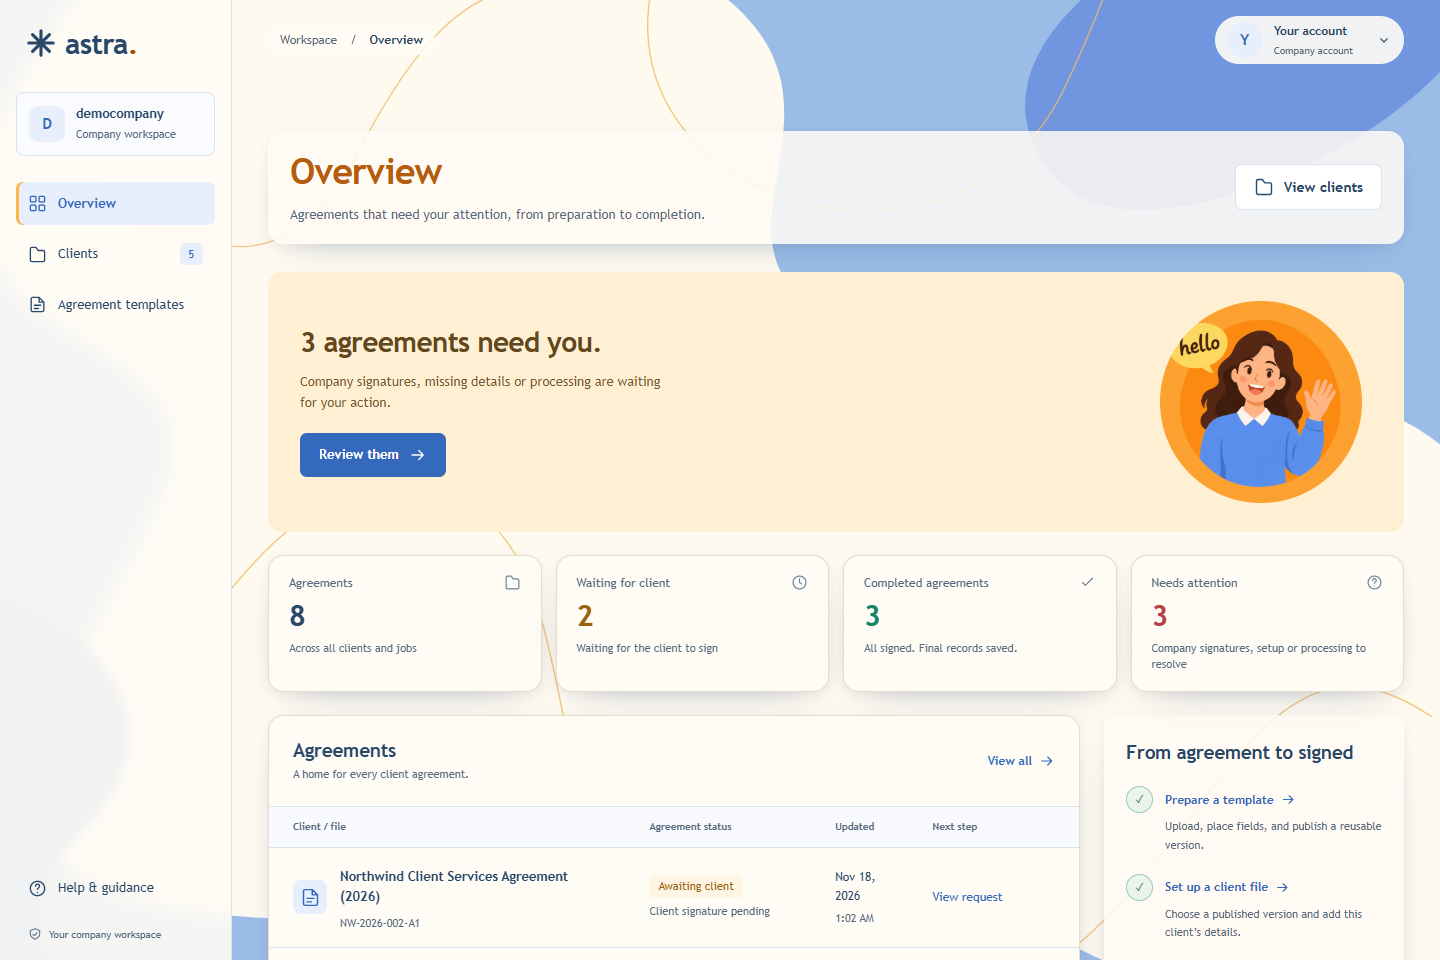 astra.
D
democompany
Company workspace
Overview
Clients
5
Agreement templates
Help & guidance
Your company workspace
Workspace / Overview
Y
Your account
Company account
Overview
Agreements that need your attention, from preparation to completion.
View clients
3 agreements need you.
Company signatures, missing details or processing are waiting
for your action.
Review them
hello
Agreements
8
Across all clients and jobs
Waiting for client
2
Waiting for the client to sign
Completed agreements
3
All signed. Final records saved.
Needs attention
3
Company signatures, setup or processing to
resolve
Agreements
A home for every client agreement.
View all
Client / file
Agreement status
Updated
Next step
Northwind Client Services Agreement
(2026)
NW-2026-002-A1
Awaiting client
Client signature pending
Nov 18,
2026
1:02 AM
View request
From agreement to signed
Prepare a template
Upload, place fields, and publish a reusable
version.
Set up a client file
Choose a published version and add this
client's details.